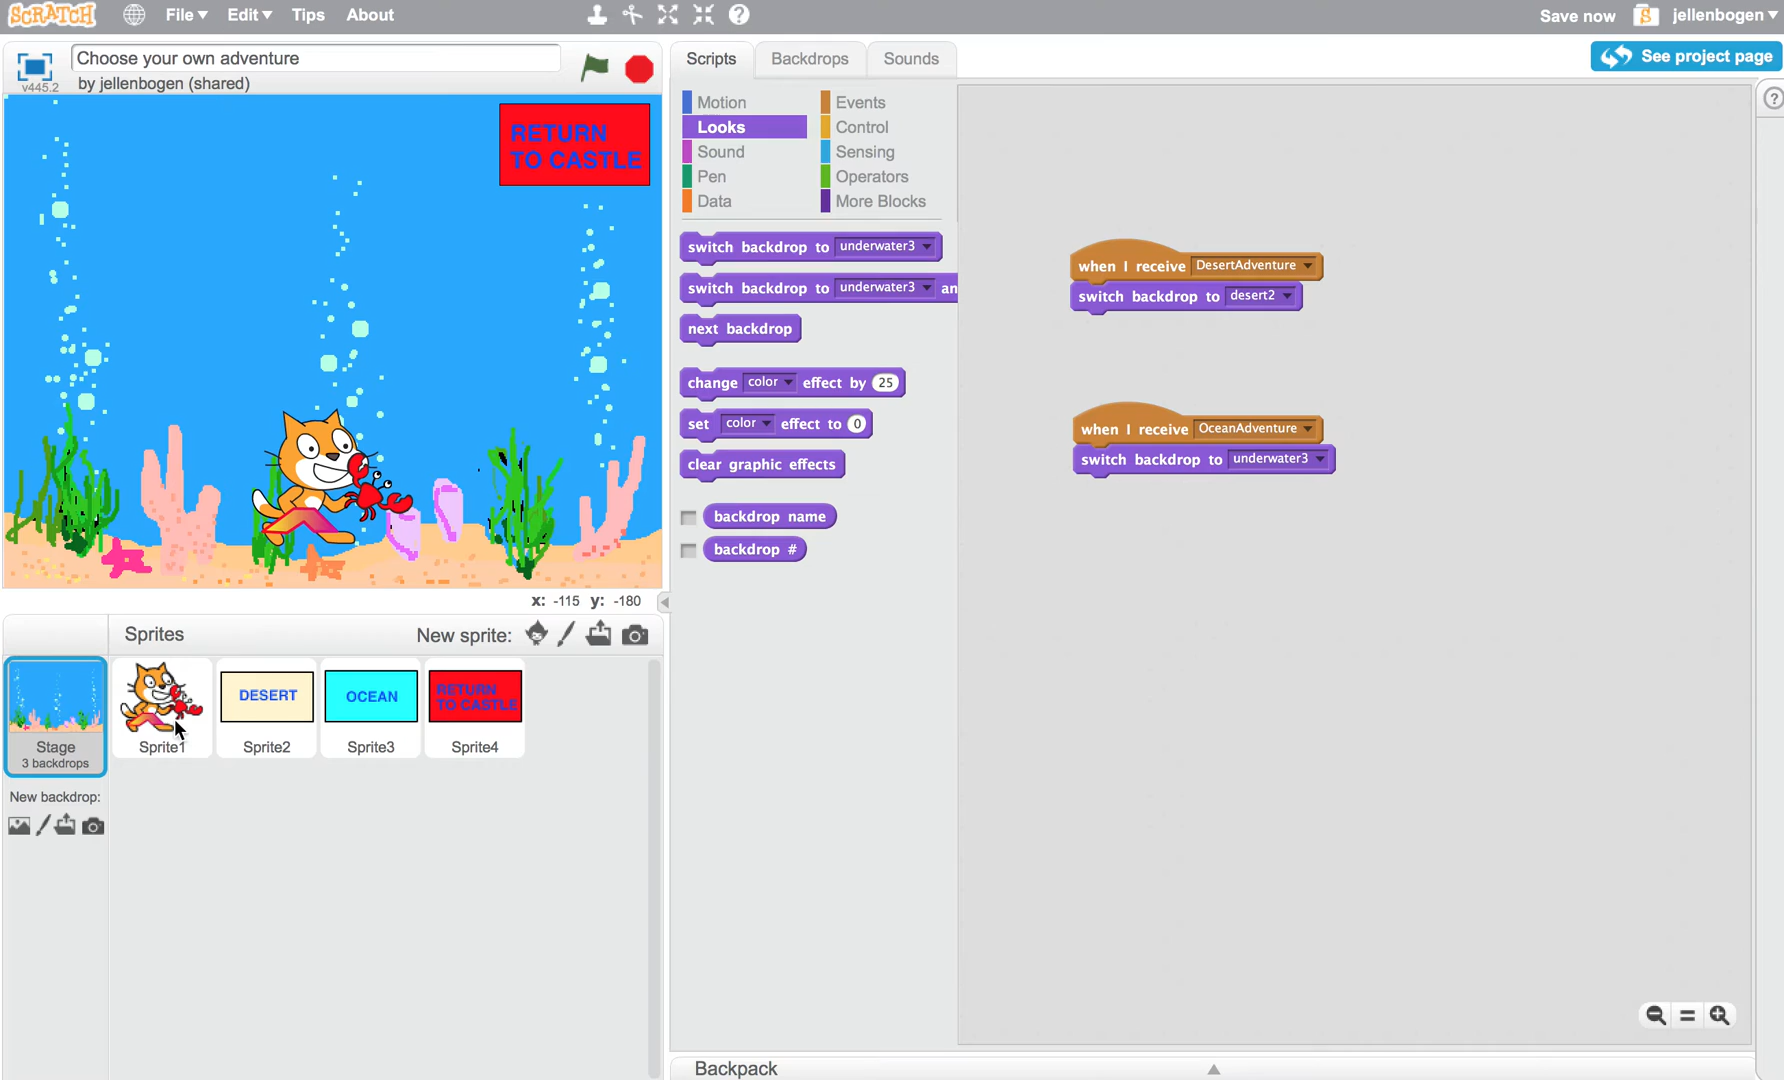 SCRATCH File Edit Tips About Save now S jellenbogen
Choose your own adventure
by jellenbogen (shared)
v445.2
Scripts Backdrops Sounds See project page
RETURN
TO CASTLE
Motion Events
Looks Control
Sound Sensing
Pen Operators
Data More Blocks
switch backdrop to underwater3
switch backdrop to underwater3 an
next backdrop
change color effect by 25
set color effect to 0
clear graphic effects
backdrop name
backdrop #
when I receive DesertAdventure
switch backdrop to desert2
when I receive OceanAdventure
switch backdrop to underwater3
x: -115 y: -180
Sprites New sprite:
DESERT
OCEAN
RETURN
TO CASTLE
Stage
3 backdrops
Sprite1 Sprite2 Sprite3 Sprite4
New backdrop:
Backpack